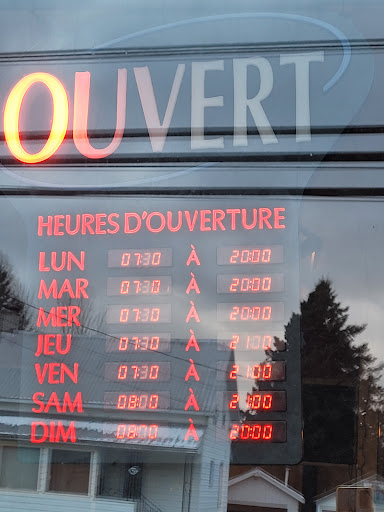 OUVERT
HEURES D'OUVERTURE
LUN 07:30 À 20:00
MAR 07:30 À 20:00
MER 07:30 À 20:00
JEU 07:30 À 21:00
VEN 07:30 À 21:00
SAM 08:00 À 21:00
DIM 08:00 À 20:00